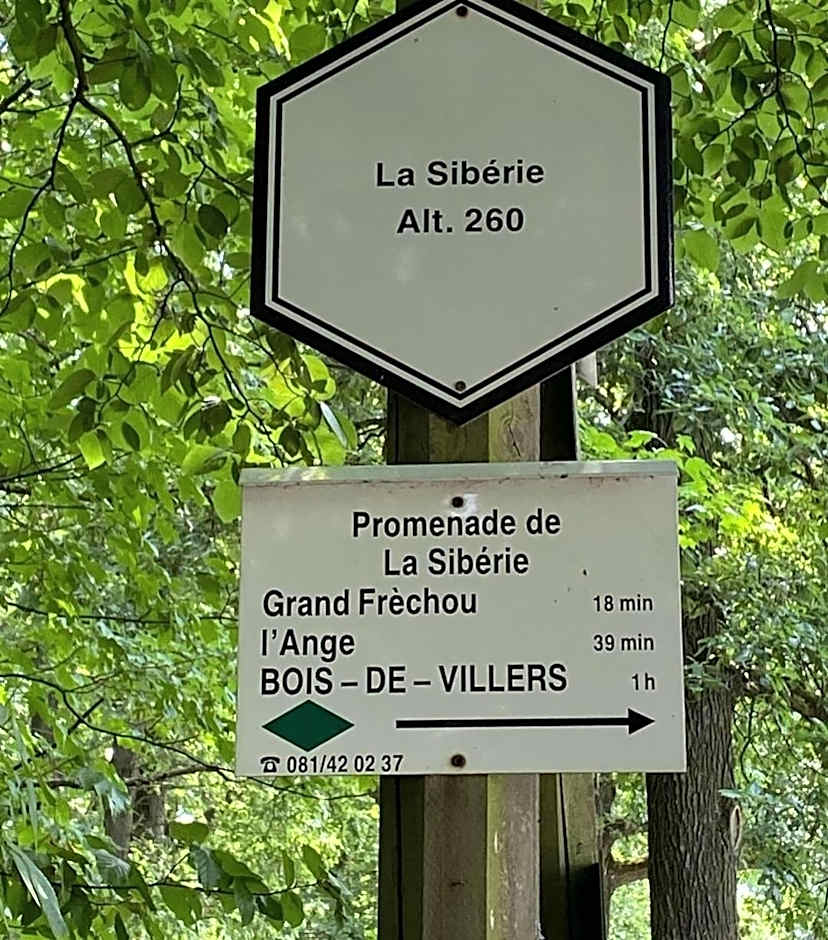 La Sibérie
Alt. 260
Promenade de
La Sibérie
Grand Frèchou 18 min
l'Ange 39 min
BOIS – DE – VILLERS 1 h
☎ 081/42 02 37